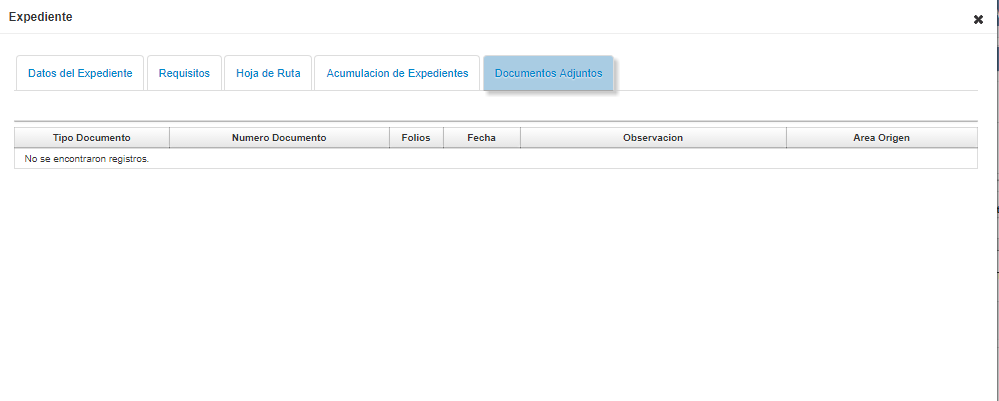 Expediente
Datos del Expediente Requisitos Hoja de Ruta Acumulacion de Expedientes Documentos Adjuntos
Tipo Documento Numero Documento Folios Fecha Observacion Area Origen
No se encontraron registros.